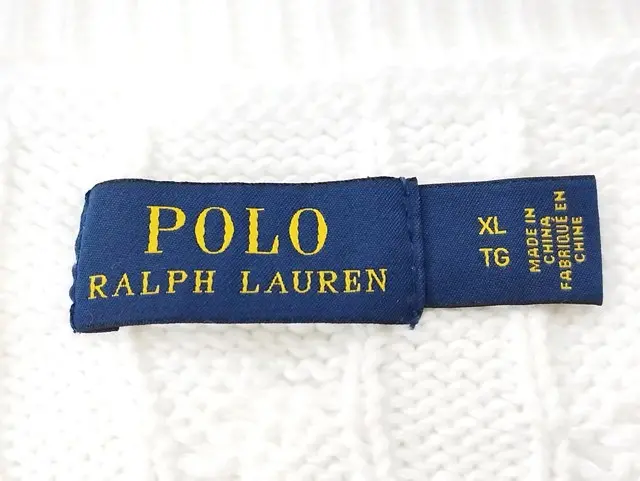 POLO
RALPH LAUREN
XL
TG
MADE IN
CHINA
FABRIQUÉ EN
CHINE